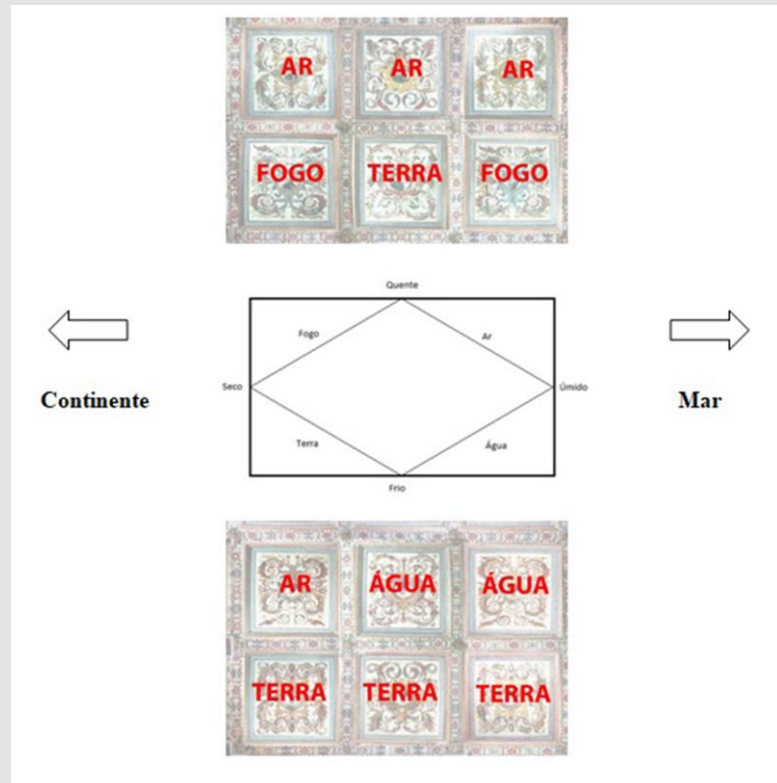 AR AR AR
FOGO TERRA FOGO
Quente
Fogo Ar
Seco Úmido
Continente Mar
Terra Água
Frio
AR ÁGUA ÁGUA
TERRA TERRA TERRA